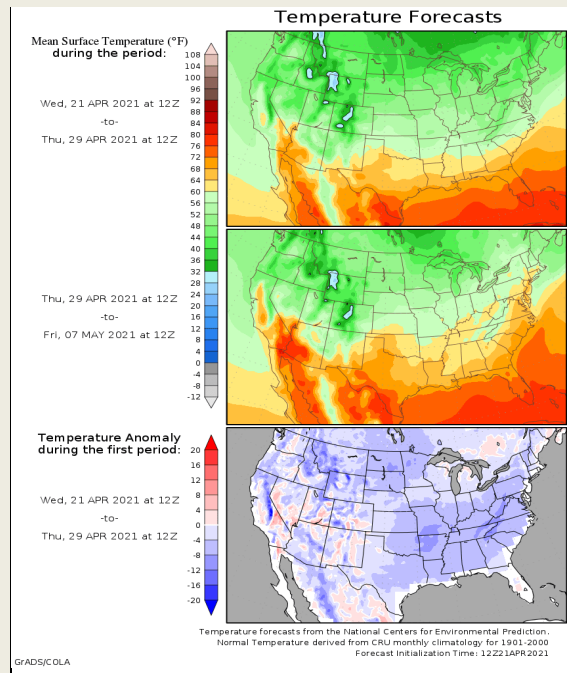 Temperature Forecasts
Mean Surface Temperature (°F)
during the period:
Wed, 21 APR 2021 at 12Z
-to-
Thu, 29 APR 2021 at 12Z
108
104
100
96
92
88
84
80
76
72
68
64
60
56
52
48
44
40
36
32
28
24
20
16
12
8
4
0
-4
-8
-12
Thu, 29 APR 2021 at 12Z
-to-
Fri, 07 MAY 2021 at 12Z
Temperature Anomaly
during the first period:
Wed, 21 APR 2021 at 12Z
-to-
Thu, 29 APR 2021 at 12Z
20
16
12
8
4
0
-4
-8
-12
-16
-20
Temperature forecasts from the National Centers for Environmental Prediction.
Normal Temperature derived from CRU monthly climatology for 1901-2000
Forecast Initialization Time: 12Z21APR2021
GrADS/COLA